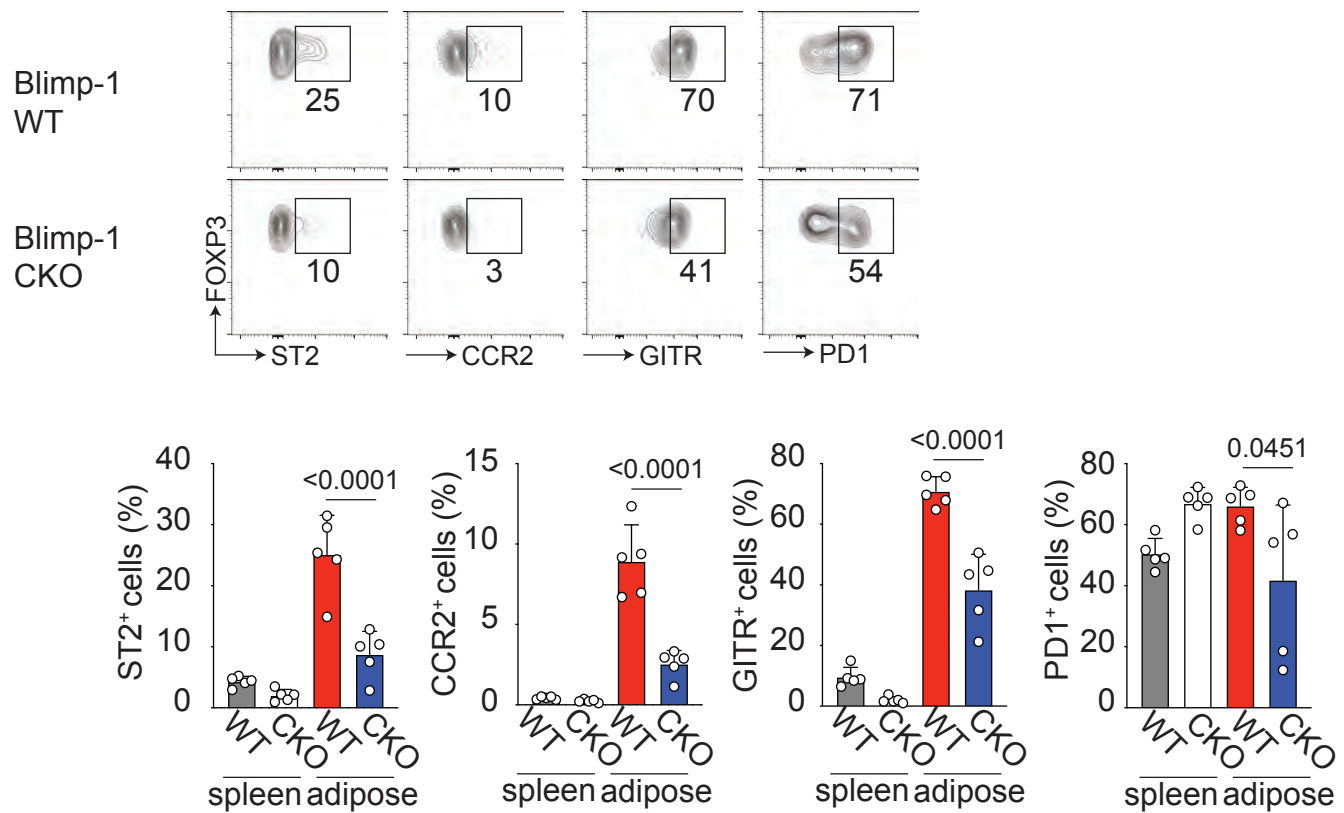 Blimp-1
WT
25
10
70
71
Blimp-1
CKO
10
3
41
54
FOXP3
ST2
CCR2
GITR
PD1
ST2⁺ cells (%)
40
30
20
10
0
<0.0001
WT
CKO
WT
CKO
spleen adipose
CCR2⁺ cells (%)
15
10
5
0
<0.0001
WT
CKO
WT
CKO
spleen adipose
GITR⁺ cells (%)
80
60
40
20
0
<0.0001
WT
CKO
WT
CKO
spleen adipose
PD1⁺ cells (%)
80
60
40
20
0
0.0451
WT
CKO
WT
CKO
spleen adipose